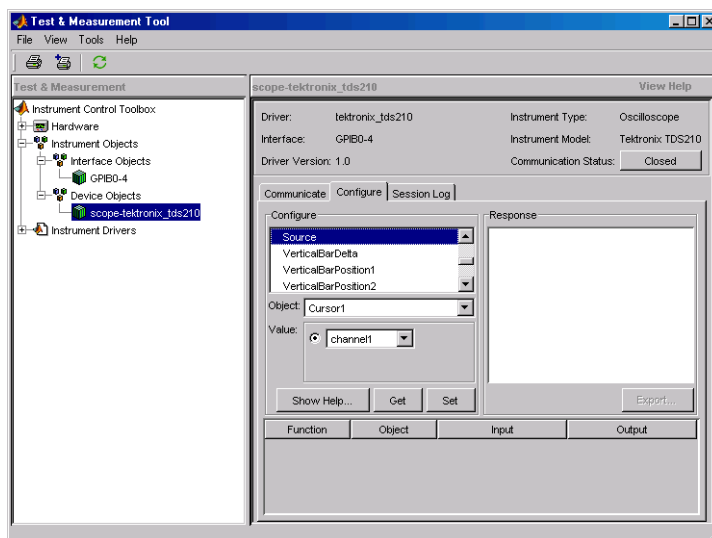 Test & Measurement Tool
File View Tools Help
Test & Measurement
Instrument Control Toolbox
Hardware
Instrument Objects
Interface Objects
GPIB0-4
Device Objects
scope-tektronix_tds210
Instrument Drivers
scope-tektronix_tds210 View Help
Driver: tektronix_tds210 Instrument Type: Oscilloscope
Interface: GPIB0-4 Instrument Model: Tektronix TDS210
Driver Version: 1.0 Communication Status: Closed
Communicate Configure Session Log
Configure
Source
VerticalBarDelta
VerticalBarPosition1
VerticalBarPosition2
Object: Cursor1
Value: channel1
Show Help... Get Set
Response
Export...
Function Object Input Output